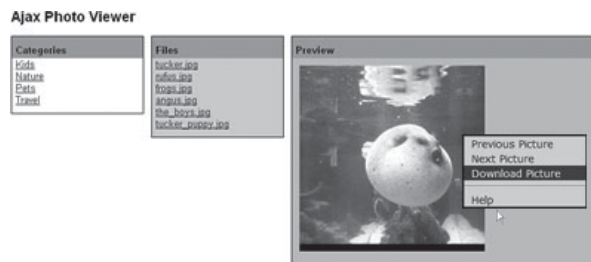 Ajax Photo Viewer
Categories
Kids
Nature
Pets
Travel
Files
tucker.jpg
rufus.jpg
frogs.jpg
angus.jpg
the_boys.jpg
tucker_puppy.jpg
Preview
Previous Picture
Next Picture
Download Picture
Help